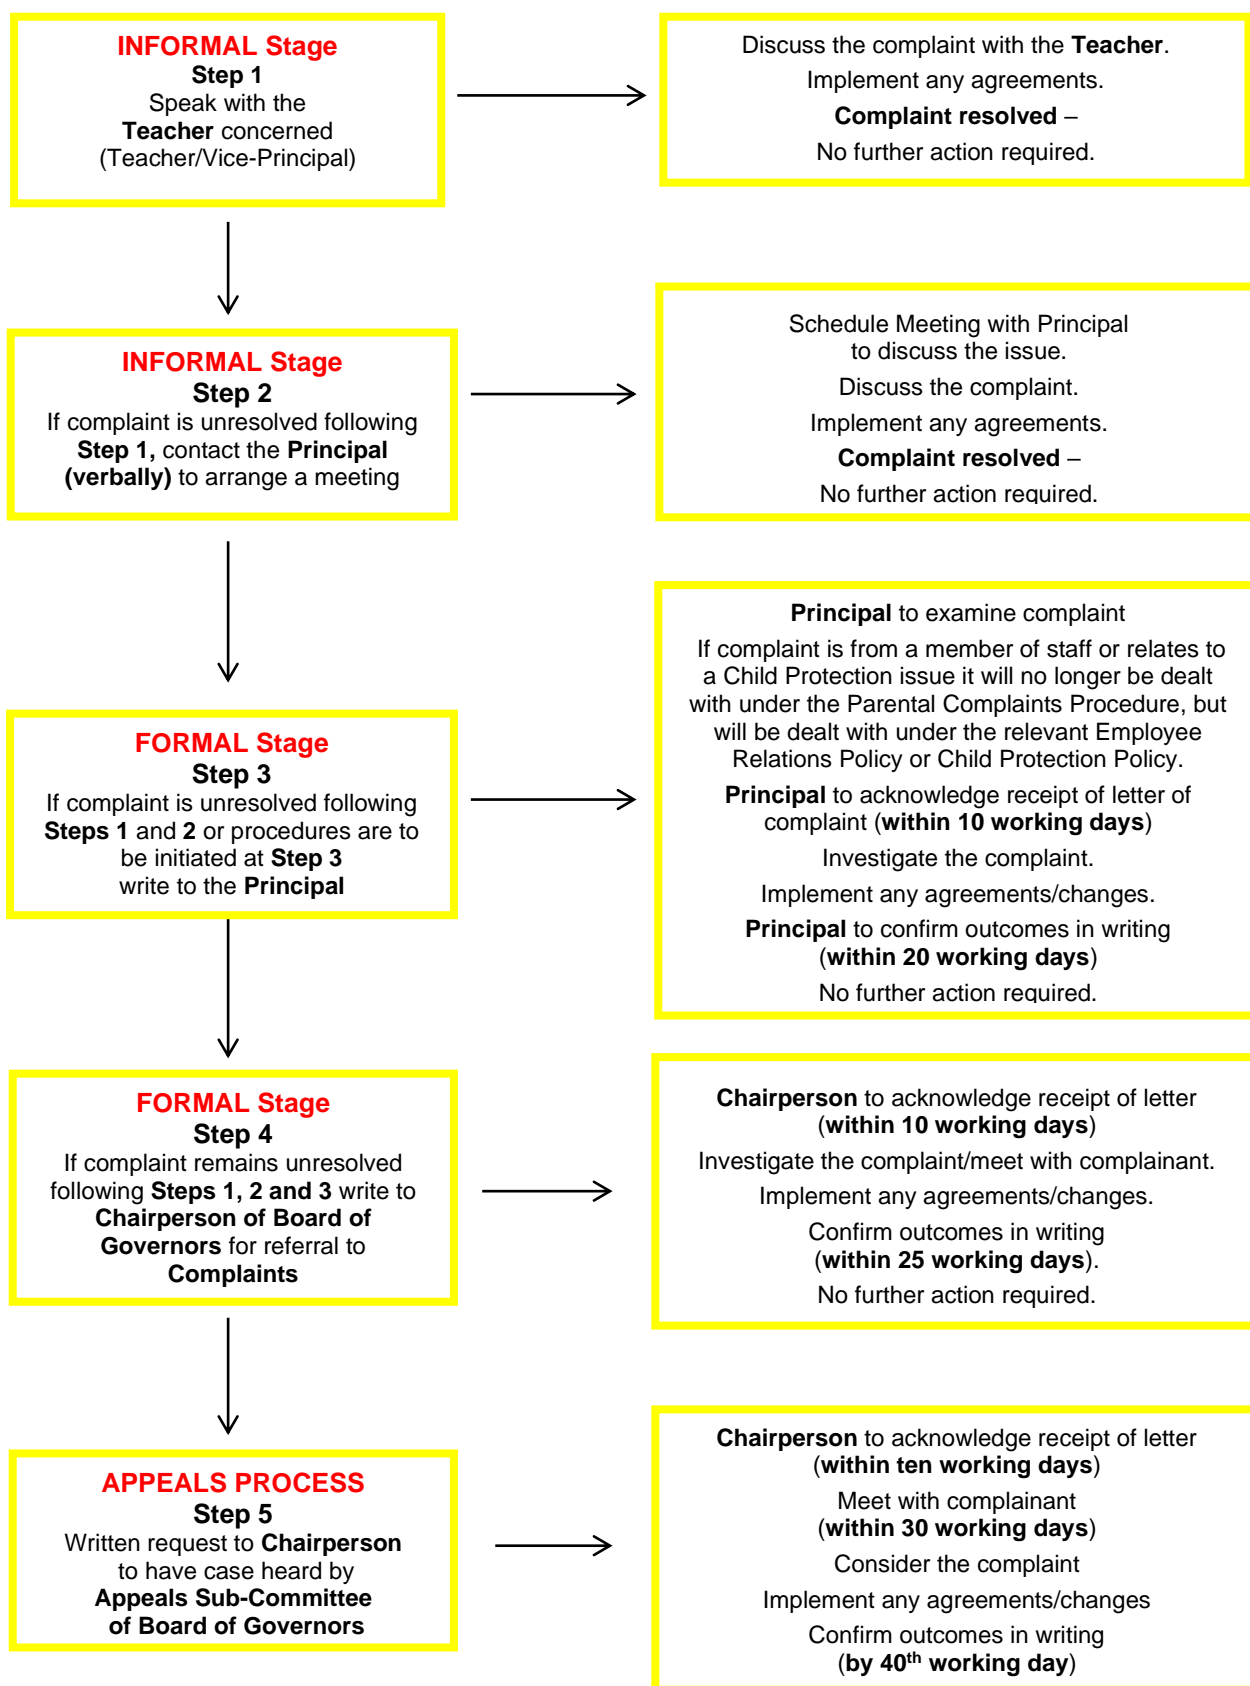 INFORMAL Stage
Step 1
Speak with the
Teacher concerned
(Teacher/Vice-Principal)
Discuss the complaint with the Teacher.
Implement any agreements.
Complaint resolved –
No further action required.
INFORMAL Stage
Step 2
If complaint is unresolved following
Step 1, contact the Principal
(verbally) to arrange a meeting
Schedule Meeting with Principal
to discuss the issue.
Discuss the complaint.
Implement any agreements.
Complaint resolved –
No further action required.
FORMAL Stage
Step 3
If complaint is unresolved following
Steps 1 and 2 or procedures are to
be initiated at Step 3
write to the Principal
Principal to examine complaint
If complaint is from a member of staff or relates to
a Child Protection issue it will no longer be dealt
with under the Parental Complaints Procedure, but
will be dealt with under the relevant Employee
Relations Policy or Child Protection Policy.
Principal to acknowledge receipt of letter of
complaint (within 10 working days)
Investigate the complaint.
Implement any agreements/changes.
Principal to confirm outcomes in writing
(within 20 working days)
No further action required.
FORMAL Stage
Step 4
If complaint remains unresolved
following Steps 1, 2 and 3 write to
Chairperson of Board of
Governors for referral to
Complaints
Chairperson to acknowledge receipt of letter
(within 10 working days)
Investigate the complaint/meet with complainant.
Implement any agreements/changes.
Confirm outcomes in writing
(within 25 working days).
No further action required.
APPEALS PROCESS
Step 5
Written request to Chairperson
to have case heard by
Appeals Sub-Committee
of Board of Governors
Chairperson to acknowledge receipt of letter
(within ten working days)
Meet with complainant
(within 30 working days)
Consider the complaint
Implement any agreements/changes
Confirm outcomes in writing
(by 40th working day)